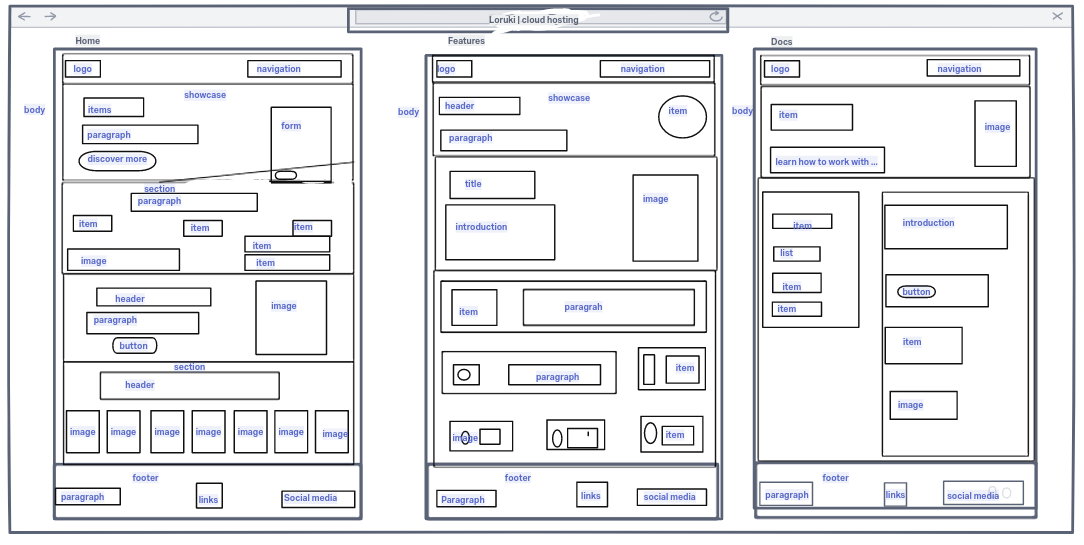 Loruki | cloud hosting
Home
logo
navigation
body
showcase
items
paragraph
discover more
form
section
paragraph
item
item
item
item
item
image
header
paragraph
button
image
section
header
image
image
image
image
image
image
image
footer
paragraph
links
Social media
Features
logo
navigation
body
showcase
header
paragraph
item
title
introduction
image
item
paragrah
paragraph
item
image
item
footer
Paragraph
links
social media
Docs
logo
navigation
body
item
learn how to work with ...
image
item
list
item
item
introduction
button
item
image
footer
paragraph
links
social media